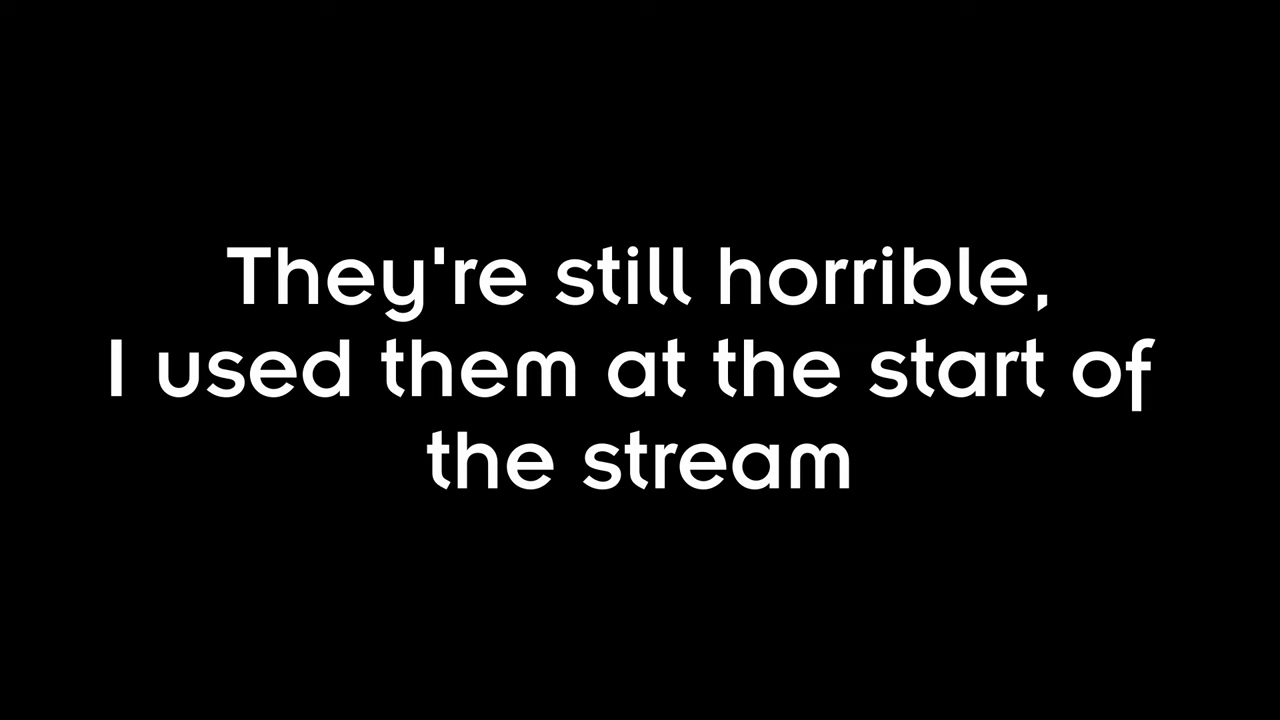 They're still horrible,
I used them at the start of
the stream